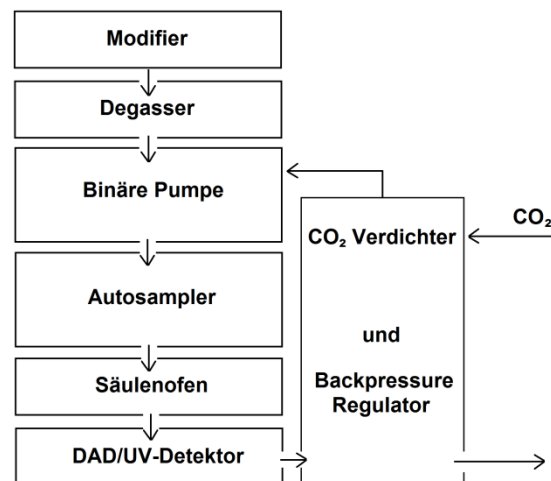 Modifier
Degasser
Binäre Pumpe
CO₂
CO₂ Verdichter
Autosampler
und
Säulenofen
Backpressure
Regulator
DAD/UV-Detektor